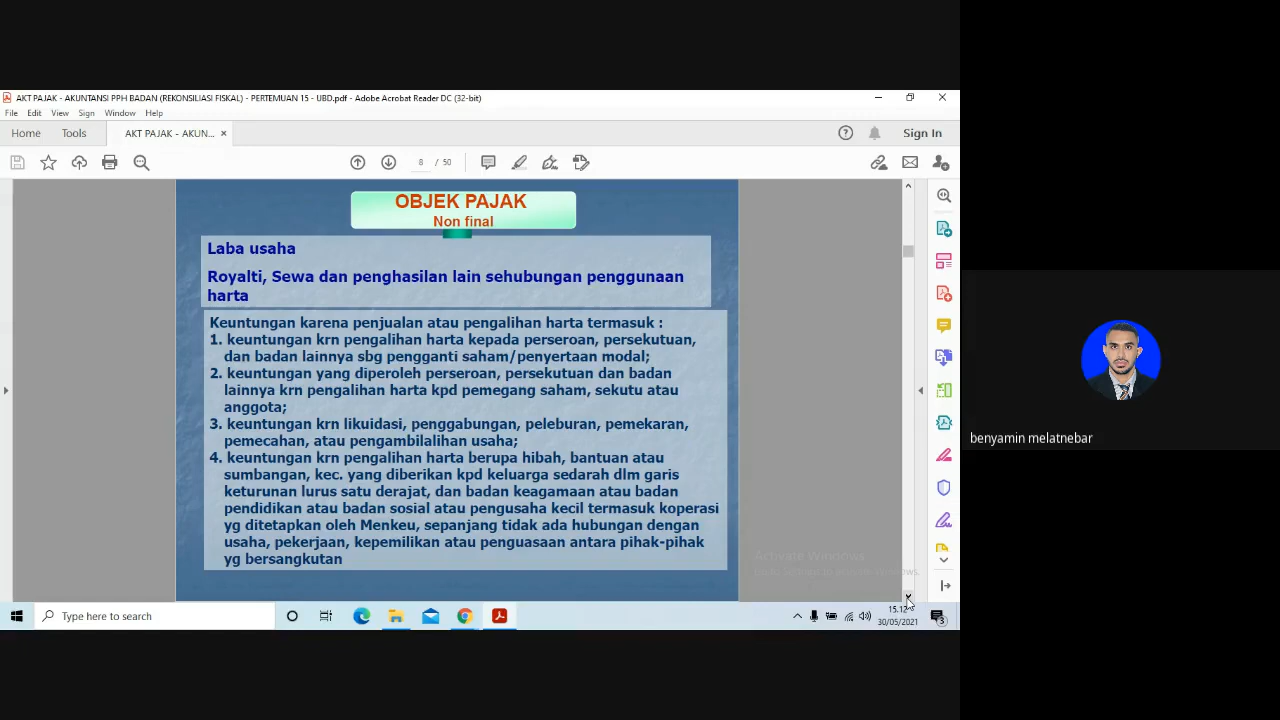 AKT PAJAK - AKUNTANSI PPH BADAN (REKONSILIASI FISKAL) - PERTEMUAN 15 - UBD.pdf - Adobe Acrobat Reader DC (32-bit)
File Edit View Sign Window Help
Home Tools AKT PAJAK - AKUN... × Sign In
8 / 50
OBJEK PAJAK
Non final
Laba usaha
Royalti, Sewa dan penghasilan lain sehubungan penggunaan
harta
Keuntungan karena penjualan atau pengalihan harta termasuk :
1. keuntungan krn pengalihan harta kepada perseroan, persekutuan,
dan badan lainnya sbg pengganti saham/penyertaan modal;
2. keuntungan yang diperoleh perseroan, persekutuan dan badan
lainnya krn pengalihan harta kpd pemegang saham, sekutu atau
anggota;
3. keuntungan krn likuidasi, penggabungan, peleburan, pemekaran,
pemecahan, atau pengambilalihan usaha;
4. keuntungan krn pengalihan harta berupa hibah, bantuan atau
sumbangan, kec. yang diberikan kpd keluarga sedarah dlm garis
keturunan lurus satu derajat, dan badan keagamaan atau badan
pendidikan atau badan sosial atau pengusaha kecil termasuk koperasi
yg ditetapkan oleh Menkeu, sepanjang tidak ada hubungan dengan
usaha, pekerjaan, kepemilikan atau penguasaan antara pihak-pihak
yg bersangkutan
benyamin melatnebar
Activate Windows
Type here to search
15.12
30/05/2021
3